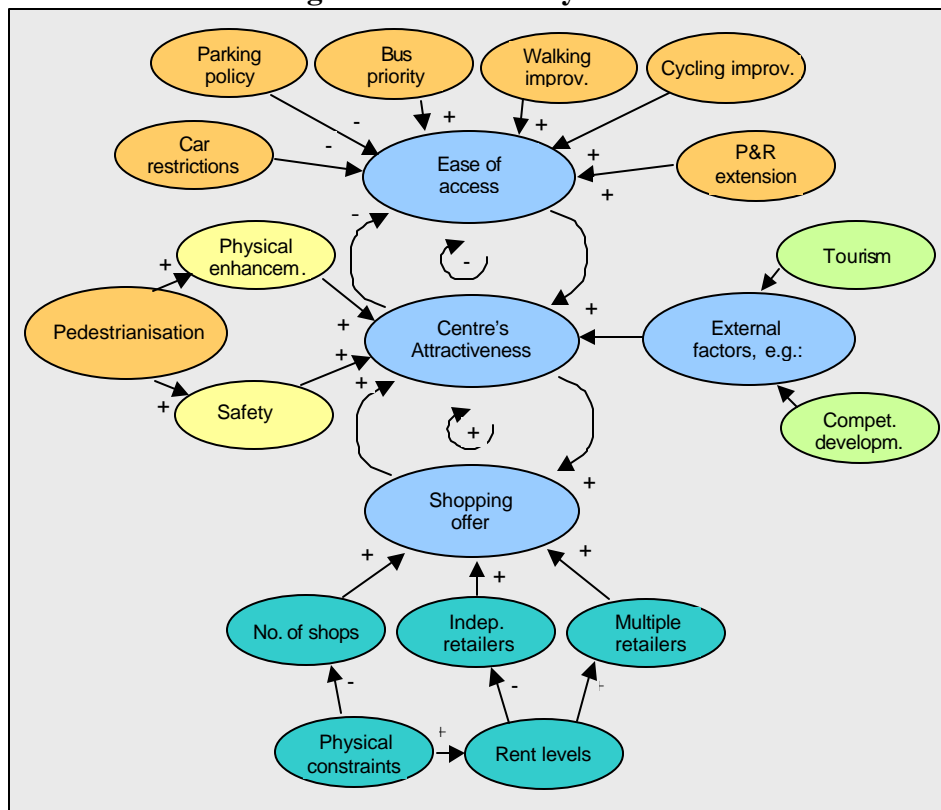 Parking
policy
Bus
priority
Walking
improv.
Cycling improv.
-
+
+
+
Car
restrictions
-
Ease of
access
+
P&R
extension
-
+
Physical
enhancem.
-
Tourism
Pedestrianisation
+
+
Centre's
Attractiveness
+
External
factors, e.g.:
+
+
+
Safety
+
Compet.
developm.
Shopping
offer
+
+
+
+
No. of shops
Indep.
retailers
Multiple
retailers
-
-
+
Physical
constraints
+
Rent levels